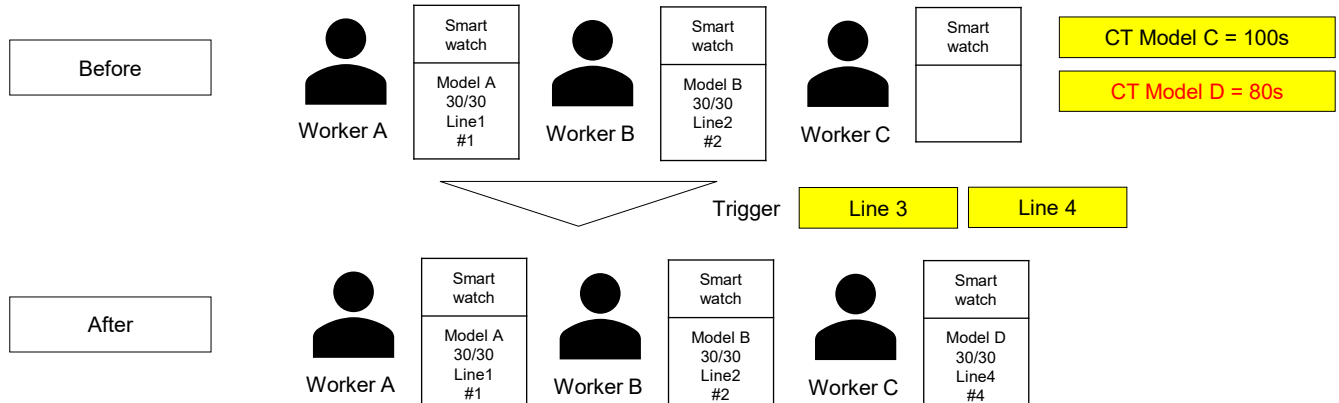 Before
Worker A
Smart
watch
Model A
30/30
Line1
#1
Worker B
Smart
watch
Model B
30/30
Line2
#2
Worker C
Smart
watch
CT Model C = 100s
CT Model D = 80s
Trigger
Line 3
Line 4
After
Worker A
Smart
watch
Model A
30/30
Line1
#1
Worker B
Smart
watch
Model B
30/30
Line2
#2
Worker C
Smart
watch
Model D
30/30
Line4
#4